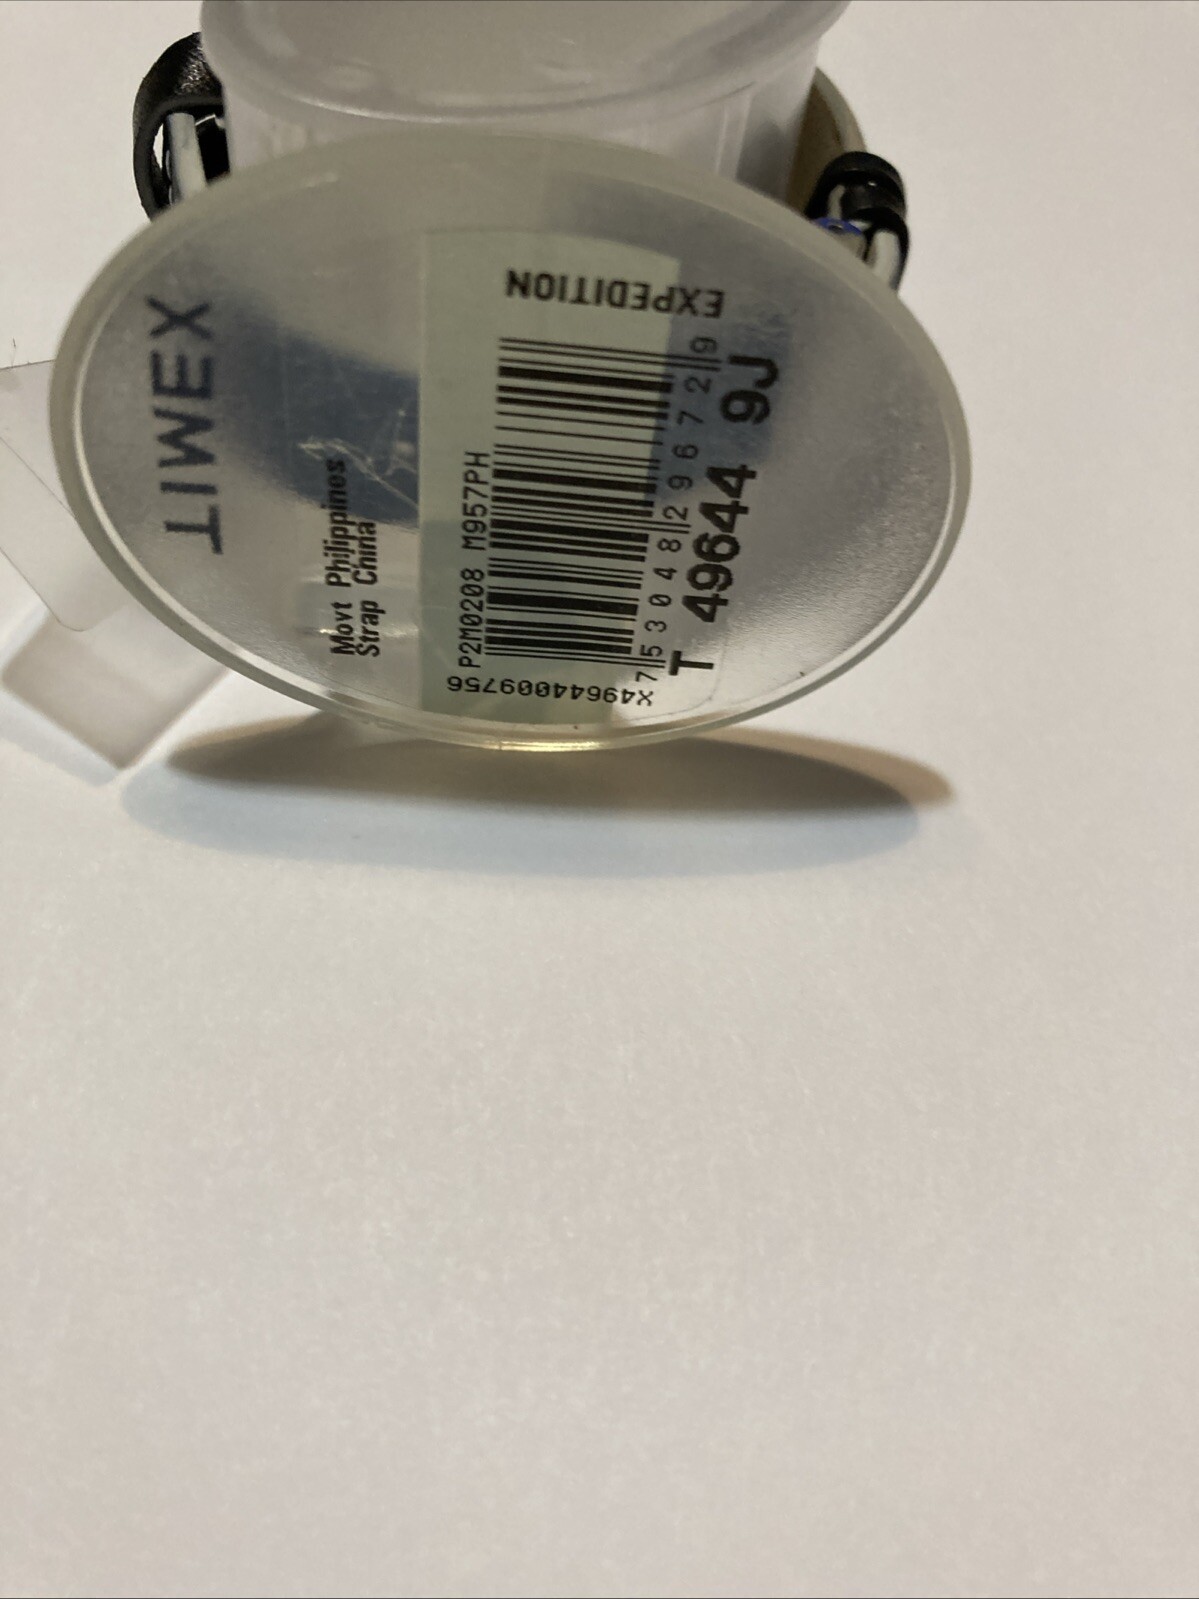 TIMEX
Movt Philippines
Strap China
EXPEDITION
P2M0208 M957PH
7 53048 29672 9
T 49644 9J
X49644009756